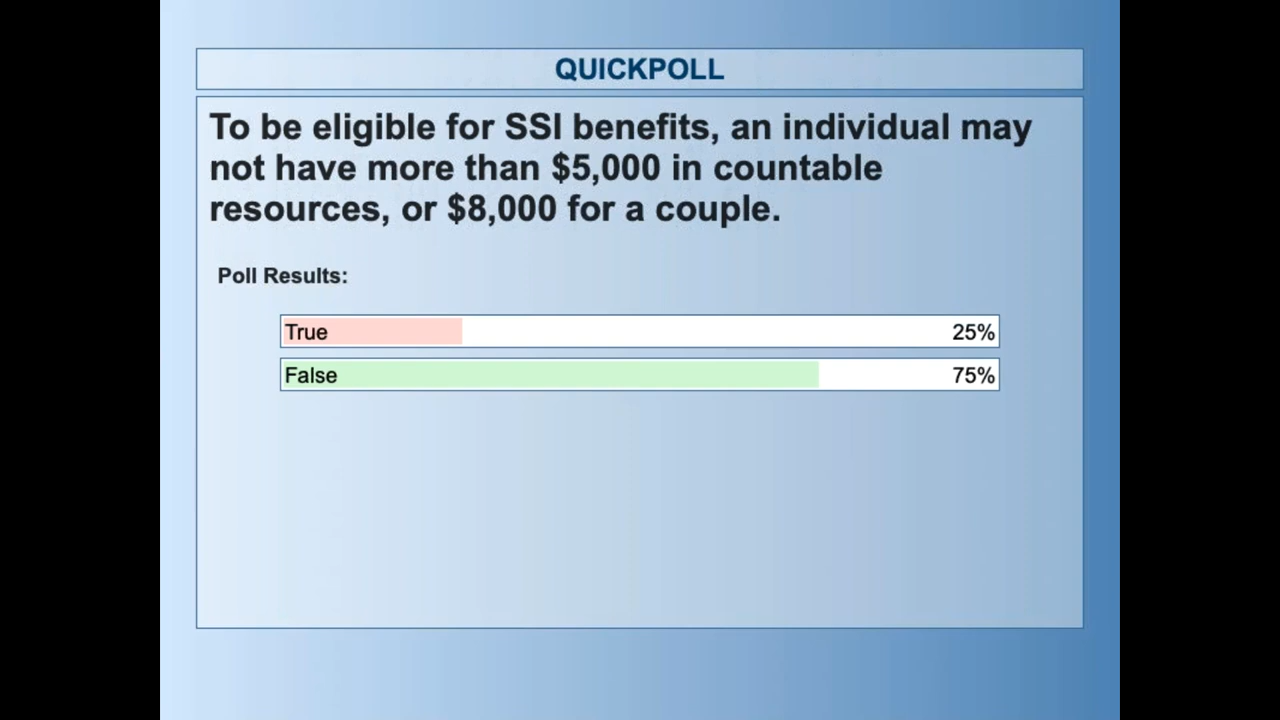 QUICKPOLL
To be eligible for SSI benefits, an individual may
not have more than $5,000 in countable
resources, or $8,000 for a couple.
Poll Results:
True 25%
False 75%